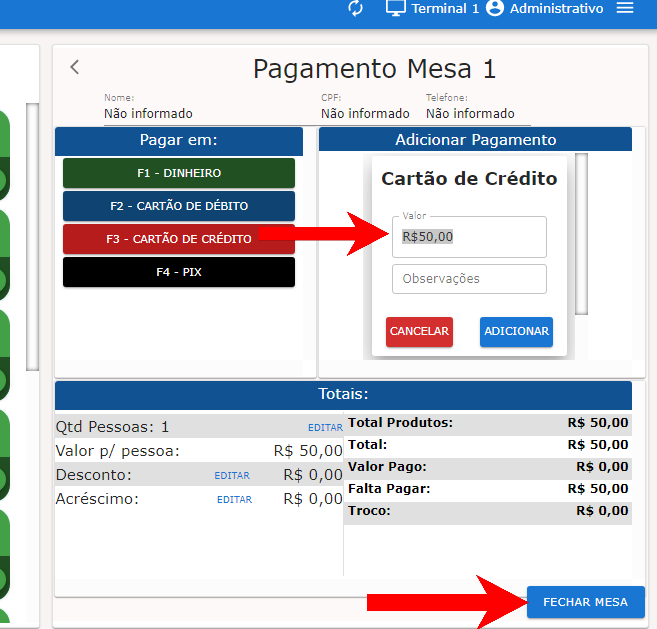 Terminal 1 Administrativo
Pagamento Mesa 1
Nome: CPF: Telefone:
Não informado Não informado Não informado
Pagar em:
F1 - DINHEIRO
F2 - CARTÃO DE DÉBITO
F3 - CARTÃO DE CRÉDITO
F4 - PIX
Adicionar Pagamento
Cartão de Crédito
Valor
R$50,00
Observações
CANCELAR ADICIONAR
Totais:
Qtd Pessoas: 1 EDITAR
Valor p/ pessoa: R$ 50,00
Desconto: EDITAR R$ 0,00
Acréscimo: EDITAR R$ 0,00
Total Produtos: R$ 50,00
Total: R$ 50,00
Valor Pago: R$ 0,00
Falta Pagar: R$ 50,00
Troco: R$ 0,00
FECHAR MESA